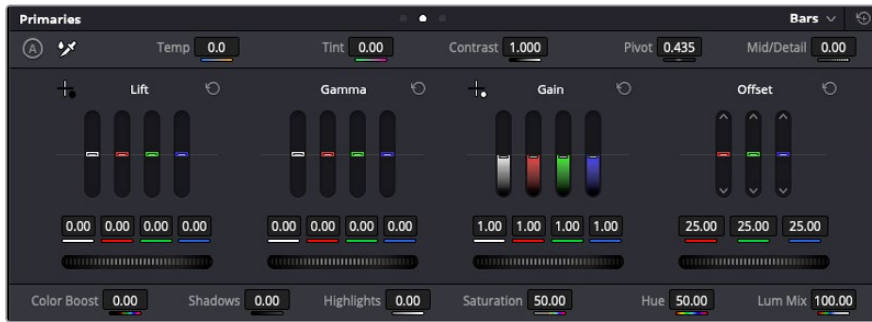 Primaries Bars
A Temp 0.0 Tint 0.00 Contrast 1.000 Pivot 0.435 Mid/Detail 0.00
Lift Gamma Gain Offset
0.00 0.00 0.00 0.00 0.00 0.00 0.00 0.00 1.00 1.00 1.00 1.00 25.00 25.00 25.00
Color Boost 0.00 Shadows 0.00 Highlights 0.00 Saturation 50.00 Hue 50.00 Lum Mix 100.00